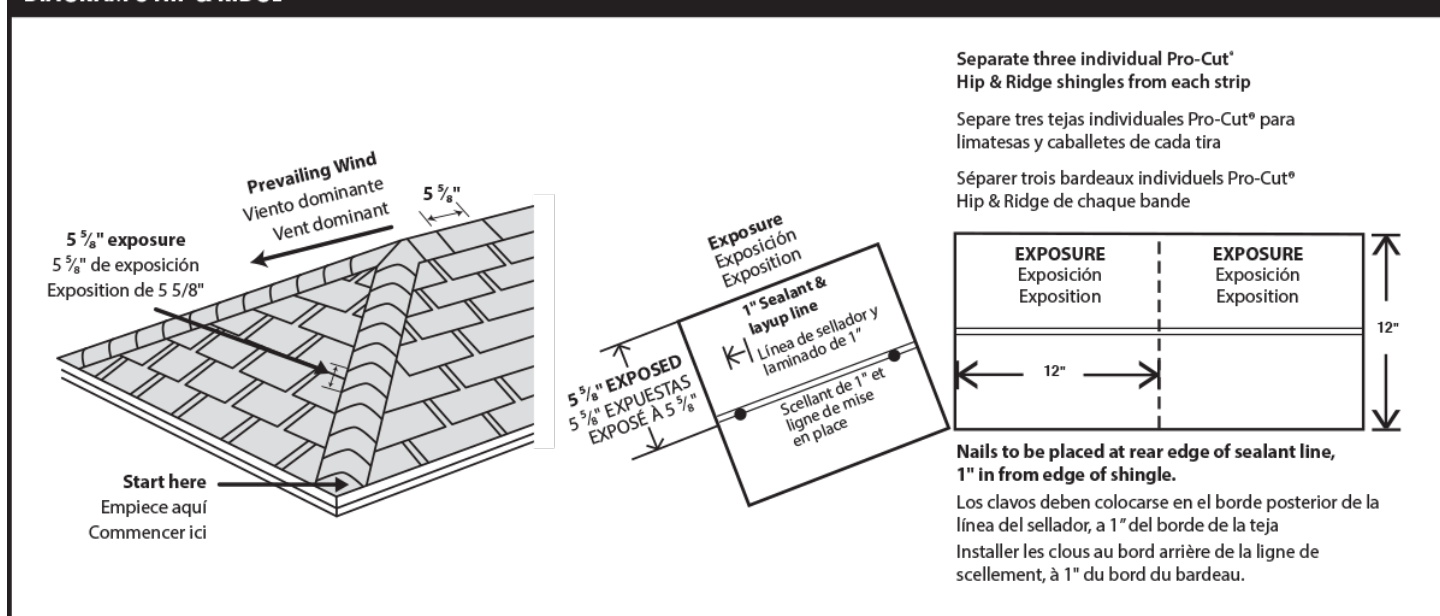 Prevailing Wind
Viento dominante
Vent dominant
5 ⅝"
5 ⅝" exposure
5 ⅝" de exposición
Exposition de 5 5/8"
Start here
Empiece aquí
Commencer ici
Exposure
Exposición
Exposition
1" Sealant &
layup line
Línea de sellador y
laminado de 1”
Scellant de 1" et
ligne de mise
en place
5 ⅝" EXPOSED
5 ⅝" EXPUESTAS
EXPOSÉ À 5 ⅝"
Separate three individual Pro-Cut®
Hip & Ridge shingles from each strip
Separe tres tejas individuales Pro-Cut® para
limatesas y caballetes de cada tira
Séparer trois bardeaux individuels Pro-Cut®
Hip & Ridge de chaque bande
EXPOSURE
Exposición
Exposition
EXPOSURE
Exposición
Exposition
12"
12"
Nails to be placed at rear edge of sealant line,
1" in from edge of shingle.
Los clavos deben colocarse en el borde posterior de la
línea del sellador, a 1” del borde de la teja
Installer les clous au bord arrière de la ligne de
scellement, à 1" du bord du bardeau.